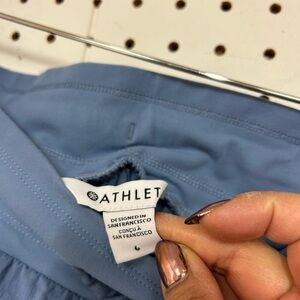 ATHLET
DESIGNED IN
SAN FRANCISCO
CONÇU À
SAN FRANCISCO